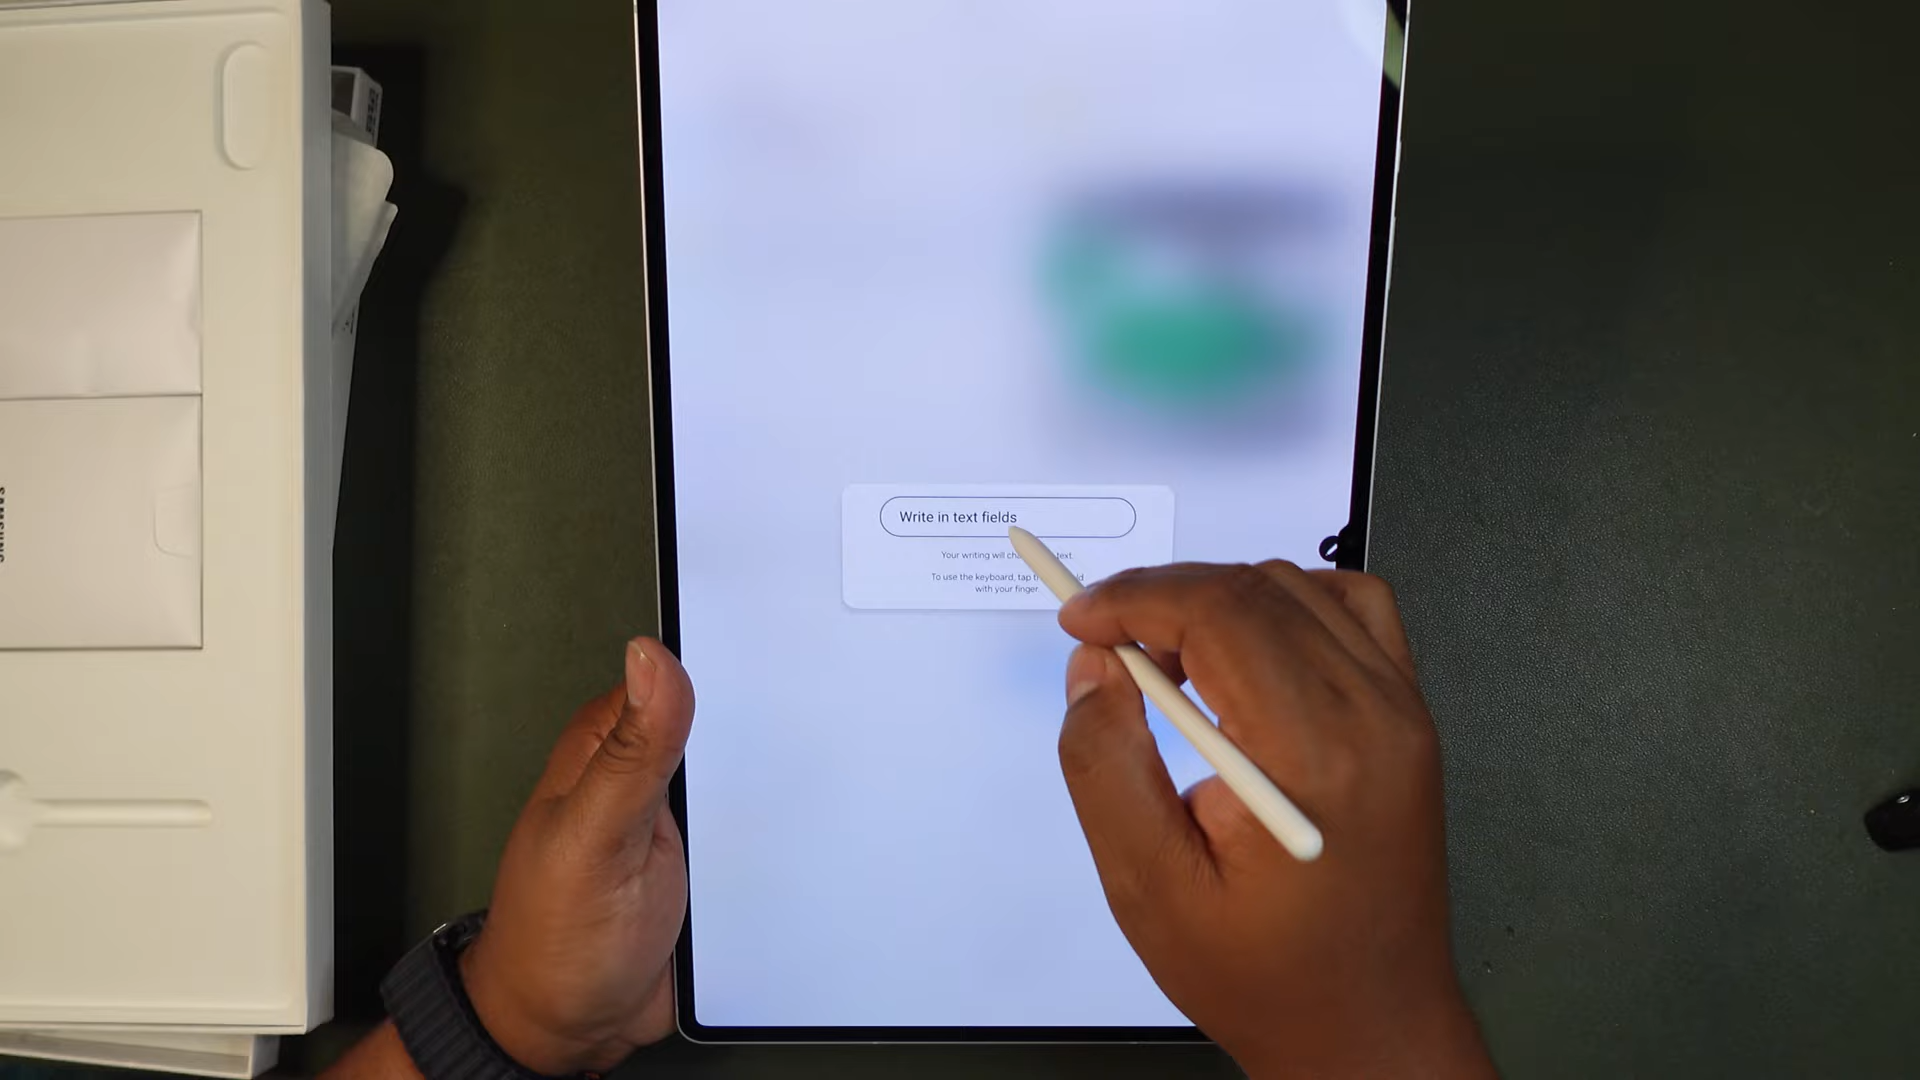 Write in text fields
Your writing will text.
To use the keyboard, tap
with your finger.
SAMSUNG